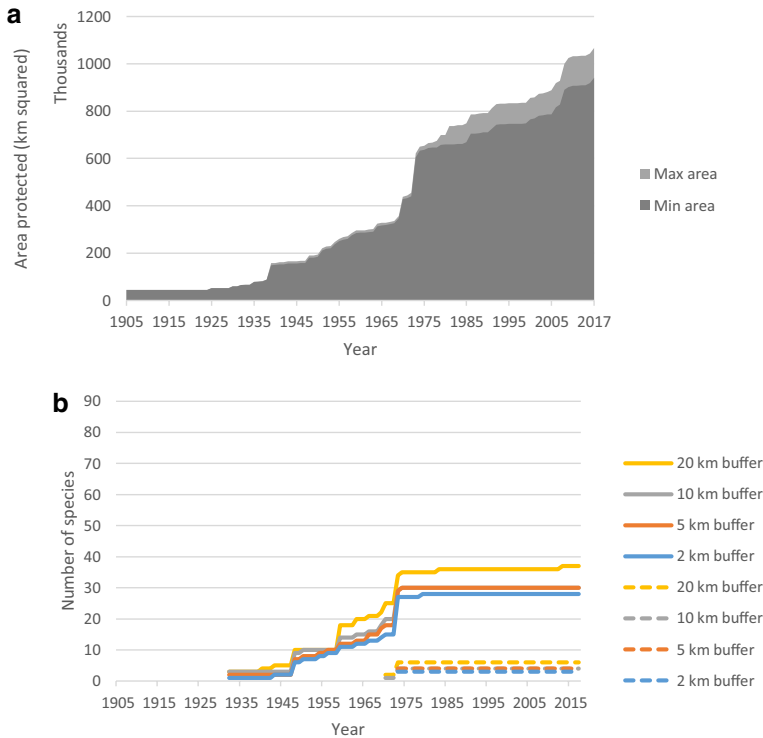 a
Area protected (km squared)
Thousands
1200
1000
800
600
400
200
0
1905 1915 1925 1935 1945 1955 1965 1975 1985 1995 2005 2017
Year
Max area
Min area
b
Number of species
90
80
70
60
50
40
30
20
10
0
1905 1915 1925 1935 1945 1955 1965 1975 1985 1995 2005 2015
Year
20 km buffer
10 km buffer
5 km buffer
2 km buffer
20 km buffer
10 km buffer
5 km buffer
2 km buffer